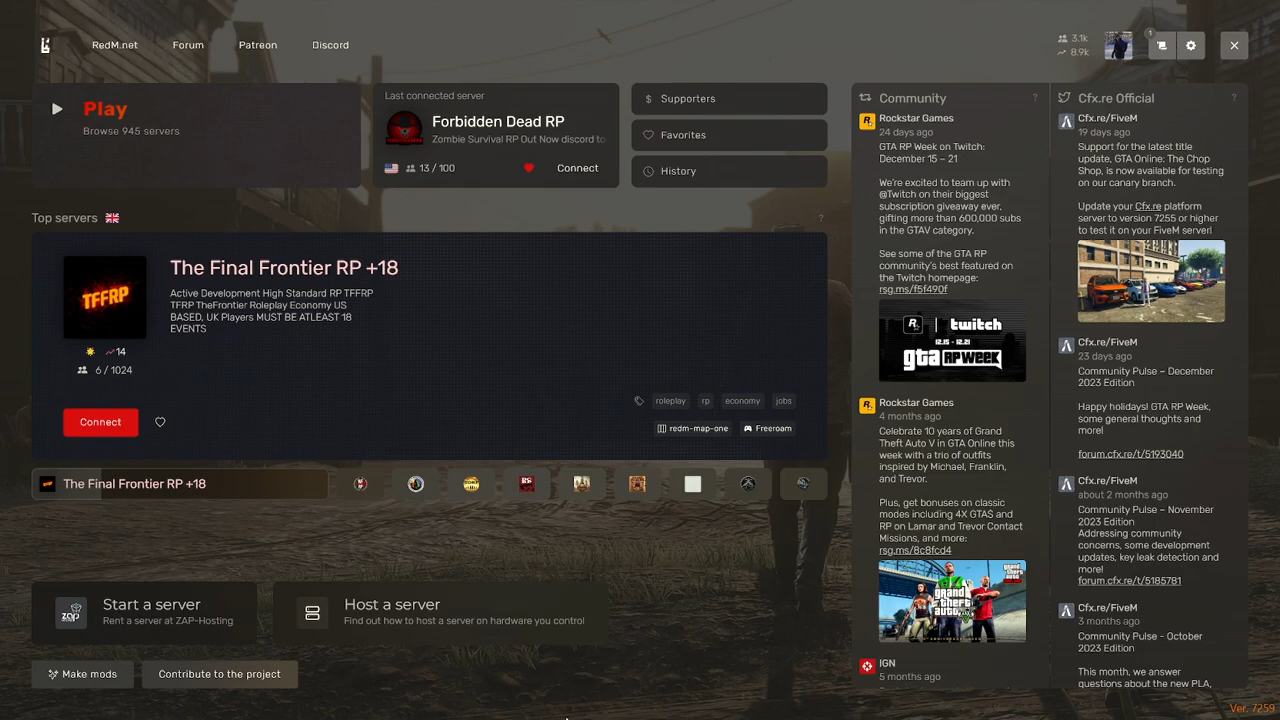 RedM.net
Forum
Patreon
Discord
3.1k
8.9k
1
Play
Browse 945 servers
Last connected server
Forbidden Dead RP
Zombie Survival RP Out Now discord to
13 / 100
Connect
Supporters
Favorites
History
Top servers
?
The Final Frontier RP +18
Active Development High Standard RP TFFRP
TFRP TheFrontier Roleplay Economy US
BASED, UK Players MUST BE ATLEAST 18
EVENTS
TFFRP
14
6 / 1024
Connect
roleplay
rp
economy
jobs
redm-map-one
Freeroam
The Final Frontier RP +18
Start a server
Rent a server at ZAP-Hosting
ZAP
Host a server
Find out how to host a server on hardware you control
Make mods
Contribute to the project
Community
?
Rockstar Games
24 days ago
GTA RP Week on Twitch:
December 15 – 21
We're excited to team up with
@Twitch on their biggest
subscription giveaway ever,
gifting more than 600,000 subs
in the GTAV category.
See some of the GTA RP
community's best featured on
the Twitch homepage:
rsg.ms/f5f490f
R
twitch
12.15 - 12.21
gta RP WEEK
Rockstar Games
4 months ago
Celebrate 10 years of Grand
Theft Auto V in GTA Online this
week with a trio of outfits
inspired by Michael, Franklin,
and Trevor.
Plus, get bonuses on classic
modes including 4X GTA$ and
RP on Lamar and Trevor Contact
Missions, and more:
rsg.ms/8c8fcd4
grand
theft
auto
IGN
5 months ago
Cfx.re Official
?
Cfx.re/FiveM
19 days ago
Support for the latest title
update, GTA Online: The Chop
Shop, is now available for testing
on our canary branch.
Update your Cfx.re platform
server to version 7255 or higher
to test it on your FiveM server!
Cfx.re/FiveM
23 days ago
Community Pulse – December
2023 Edition
Happy holidays! GTA RP Week,
some general thoughts and
more!
forum.cfx.re/t/5193040
Cfx.re/FiveM
about 2 months ago
Community Pulse – November
2023 Edition
Addressing community
concerns, some development
updates, key leak detection and
more!
forum.cfx.re/t/5185781
Cfx.re/FiveM
3 months ago
Community Pulse - October
2023 Edition
This month, we answer
questions about the new PLA,
Ver. 7259